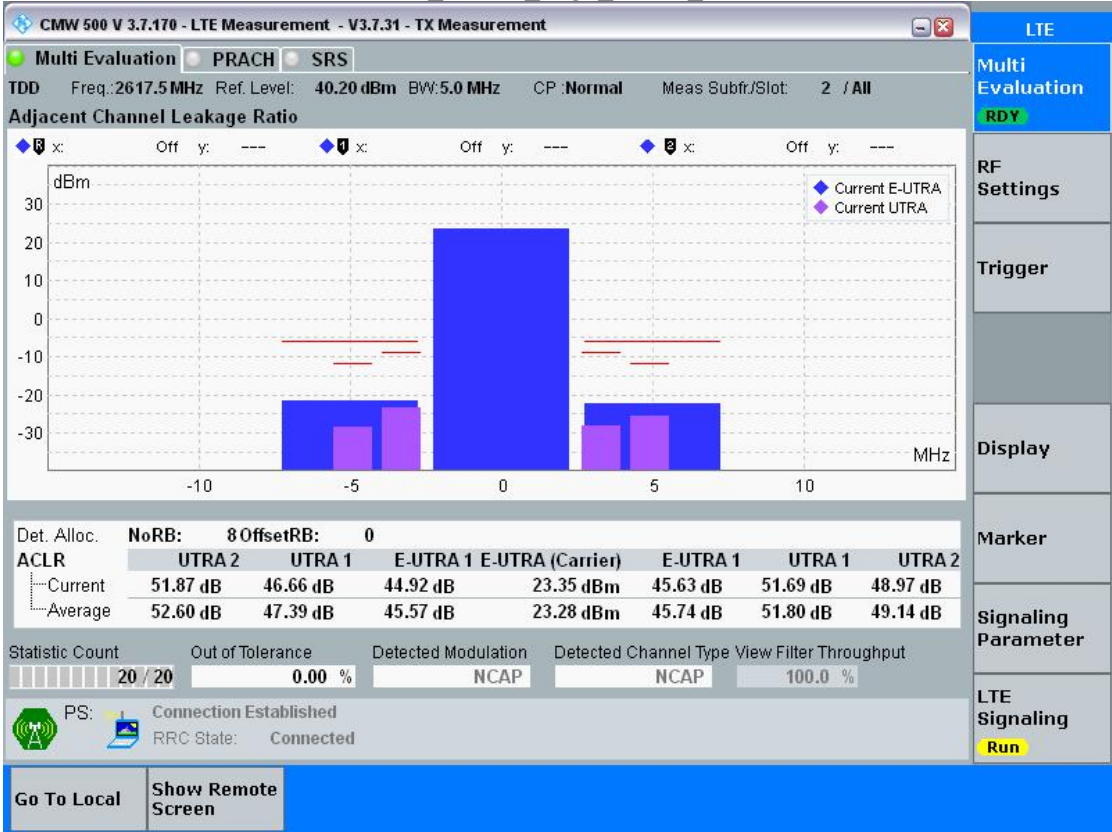 CMW 500 V 3.7.170 - LTE Measurement - V3.7.31 - TX Measurement
LTE
Multi Evaluation PRACH SRS
Multi
Evaluation
RDY
TDD Freq.:2617.5 MHz Ref. Level: 40.20 dBm BW:5.0 MHz CP :Normal Meas Subfr./Slot: 2 / All
Adjacent Channel Leakage Ratio
R x: Off y: --- 1 x: Off y: --- 2 x: Off y: ---
dBm
Current E-UTRA
Current UTRA
30
20
10
0
-10
-20
-30
MHz
-10 -5 0 5 10
RF
Settings
Trigger
Display
Marker
Signaling
Parameter
LTE
Signaling
Run
Det. Alloc. NoRB: 8 OffsetRB: 0
ACLR UTRA 2 UTRA 1 E-UTRA 1 E-UTRA (Carrier) E-UTRA 1 UTRA 1 UTRA 2
Current 51.87 dB 46.66 dB 44.92 dB 23.35 dBm 45.63 dB 51.69 dB 48.97 dB
Average 52.60 dB 47.39 dB 45.57 dB 23.28 dBm 45.74 dB 51.80 dB 49.14 dB
Statistic Count Out of Tolerance Detected Modulation Detected Channel Type View Filter Throughput
20 / 20 0.00 % NCAP NCAP 100.0 %
PS: Connection Established
RRC State: Connected
Go To Local
Show Remote
Screen